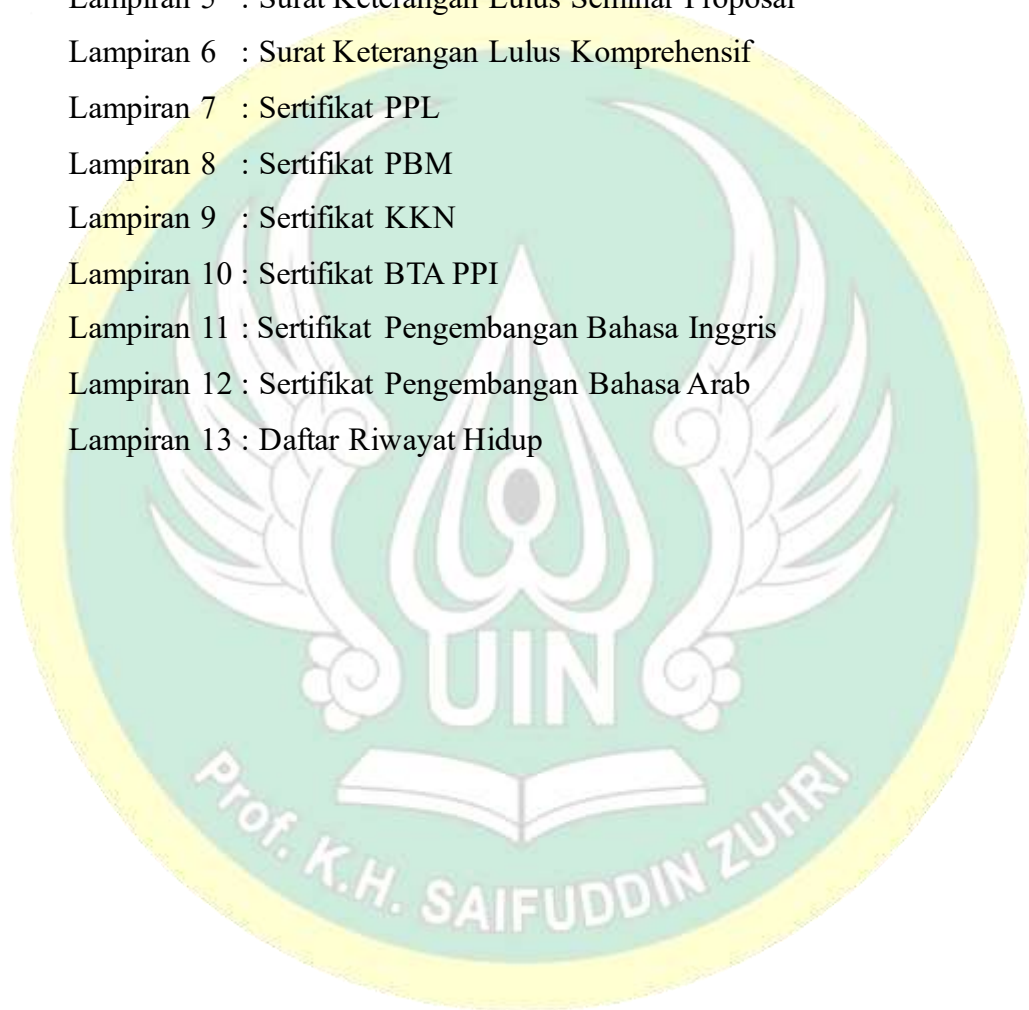 Lampiran 5 : Surat Keterangan Lulus Seminar Proposal
Lampiran 6 : Surat Keterangan Lulus Komprehensif
Lampiran 7 : Sertifikat PPL
Lampiran 8 : Sertifikat PBM
Lampiran 9 : Sertifikat KKN
Lampiran 10 : Sertifikat BTA PPI
Lampiran 11 : Sertifikat Pengembangan Bahasa Inggris
Lampiran 12 : Sertifikat Pengembangan Bahasa Arab
Lampiran 13 : Daftar Riwayat Hidup
UIN
Prof. K.H. SAIFUDDIN ZUHRI